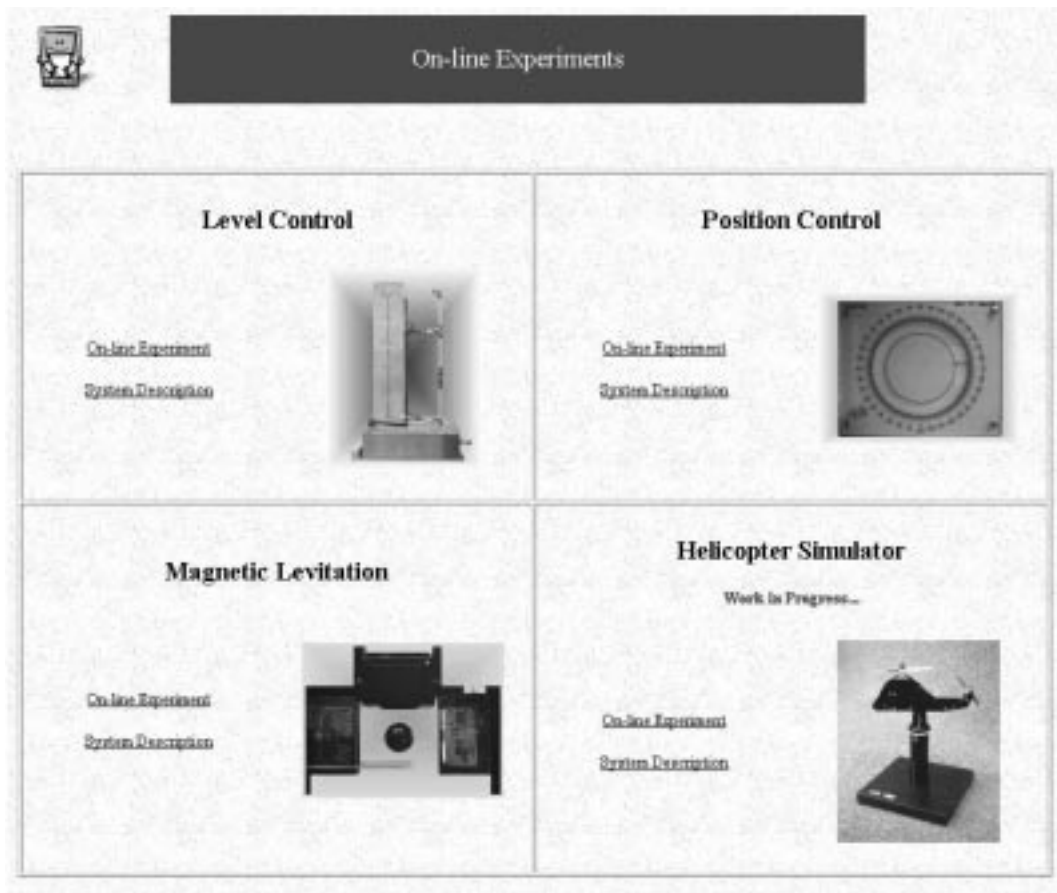 On-line Experiments
Level Control
On-line Experiment
System Description
Position Control
On-line Experiment
System Description
Magnetic Levitation
On-line Experiment
System Description
Helicopter Simulator
Work in Progress...
On-line Experiment
System Description